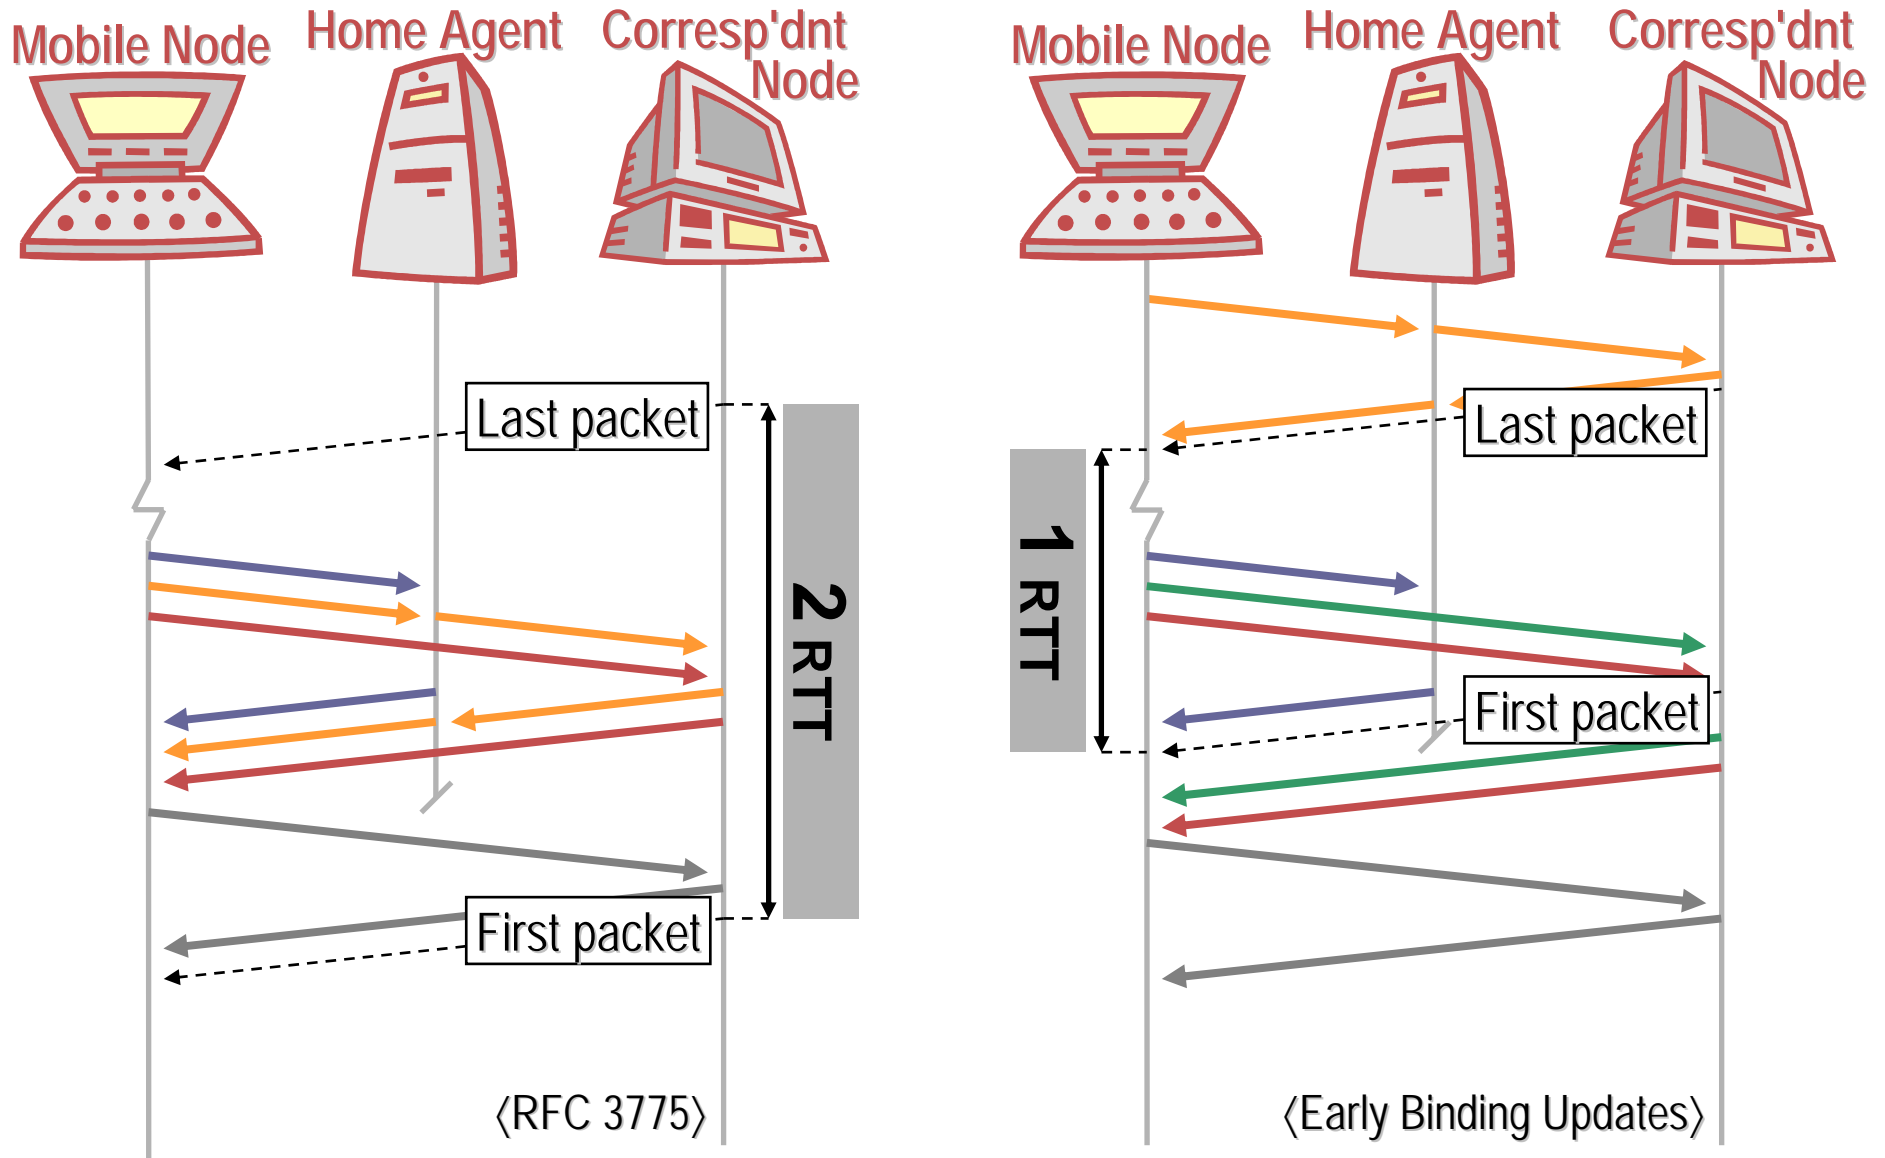 Mobile Node
Home Agent
Corresp'dnt
Node
Last packet
2 RTT
First packet
〈RFC 3775〉
Mobile Node
Home Agent
Corresp'dnt
Node
Last packet
1 RTT
First packet
〈Early Binding Updates〉